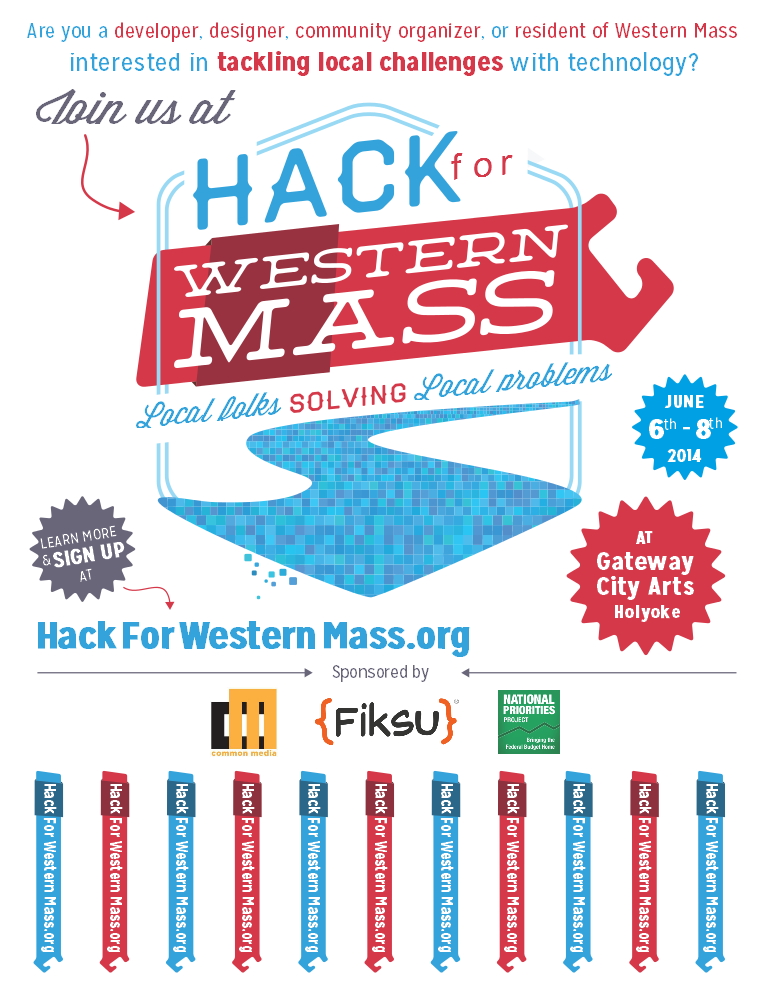 Are you a developer, designer, community organizer, or resident of Western Mass
interested in tackling local challenges with technology?
Join us at
HACK for
WESTERN
MASS
Local folks SOLVING Local problems
JUNE
6th - 8th
2014
LEARN MORE
& SIGN UP
AT
AT
Gateway
City Arts
Holyoke
Hack For Western Mass.org
Sponsored by
common media
{Fiksu}®
NATIONAL
PRIORITIES
PROJECT
Bringing the
Federal Budget Home
Hack For Western Mass.org
Hack For Western Mass.org
Hack For Western Mass.org
Hack For Western Mass.org
Hack For Western Mass.org
Hack For Western Mass.org
Hack For Western Mass.org
Hack For Western Mass.org
Hack For Western Mass.org
Hack For Western Mass.org
Hack For Western Mass.org